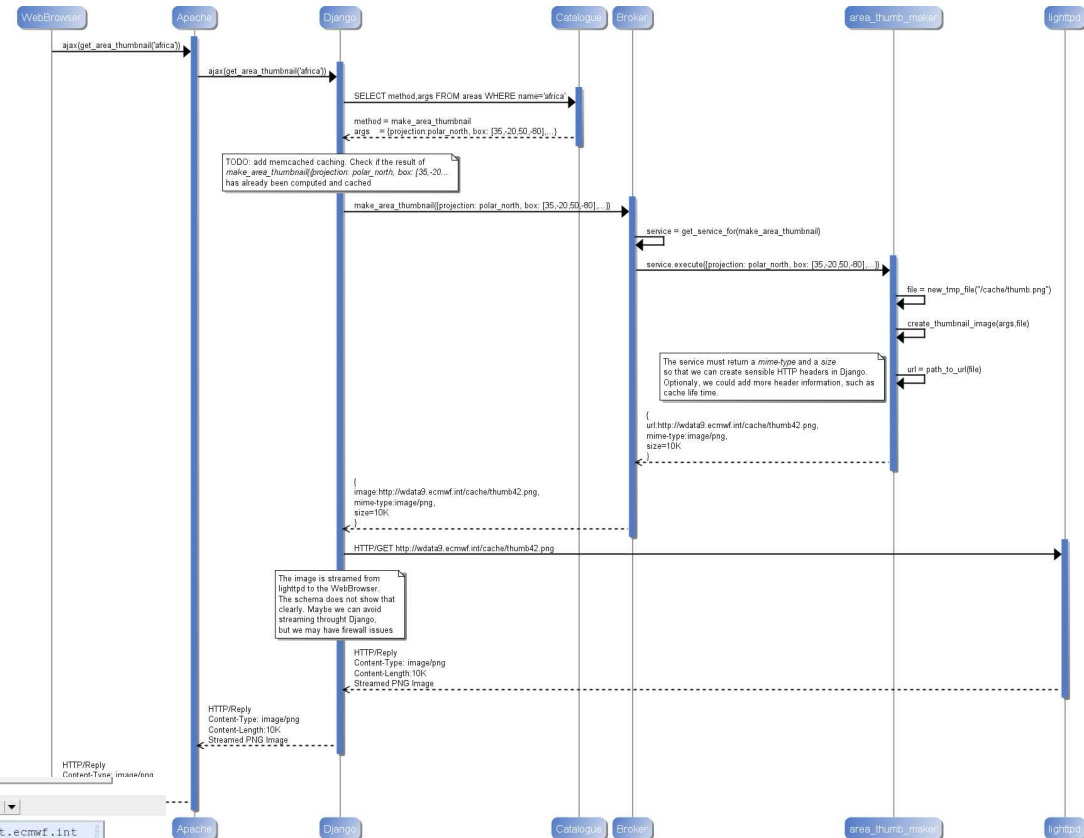 WebBrowser
Apache
Django
Catalogue
Broker
area_thumb_maker
lighttpd
ajax(get_area_thumbnail('africa'))
ajax(get_area_thumbnail('africa'))
SELECT method,args FROM areas WHERE name='africa'
method = make_area_thumbnail
args = {projection:polar_north, box: [35,-20,50,-80],...}
TODO: add memcached caching. Check if the result of
make_area_thumbnail({projection: polar_north, box: [35,-20...
has already been computed and cached
make_area_thumbnail({projection: polar_north, box: [35,-20,50,-80],...})
service = get_service_for(make_area_thumbnail)
service.execute({projection: polar_north, box: [35,-20,50,-80],...})
file = new_tmp_file("/cache/thumb.png")
create_thumbnail_image(args,file)
The service must return a mime-type and a size
so that we can create sensible HTTP headers in Django.
Optionaly, we could add more header information, such as
cache life time.
url = path_to_url(file)
{
url:http://wdata9.ecmwf.int/cache/thumb42.png,
mime-type:image/png,
size=10K
}
{
image:http://wdata9.ecmwf.int/cache/thumb42.png,
mime-type:image/png,
size=10K
}
HTTP/GET http://wdata9.ecmwf.int/cache/thumb42.png
The image is streamed from
lighttpd to the WebBrowser.
The schema does not show that
clearly. Maybe we can avoid
streaming throught Django,
but we may have firewall issues
HTTP/Reply
Content-Type: image/png
Content-Length:10K
Streamed PNG Image
HTTP/Reply
Content-Type: image/png
Content-Length:10K
Streamed PNG Image
HTTP/Reply
Content-Type: image/png
t.ecmwf.int
Apache
Django
Catalogue
Broker
area_thumb_maker
lighttpd